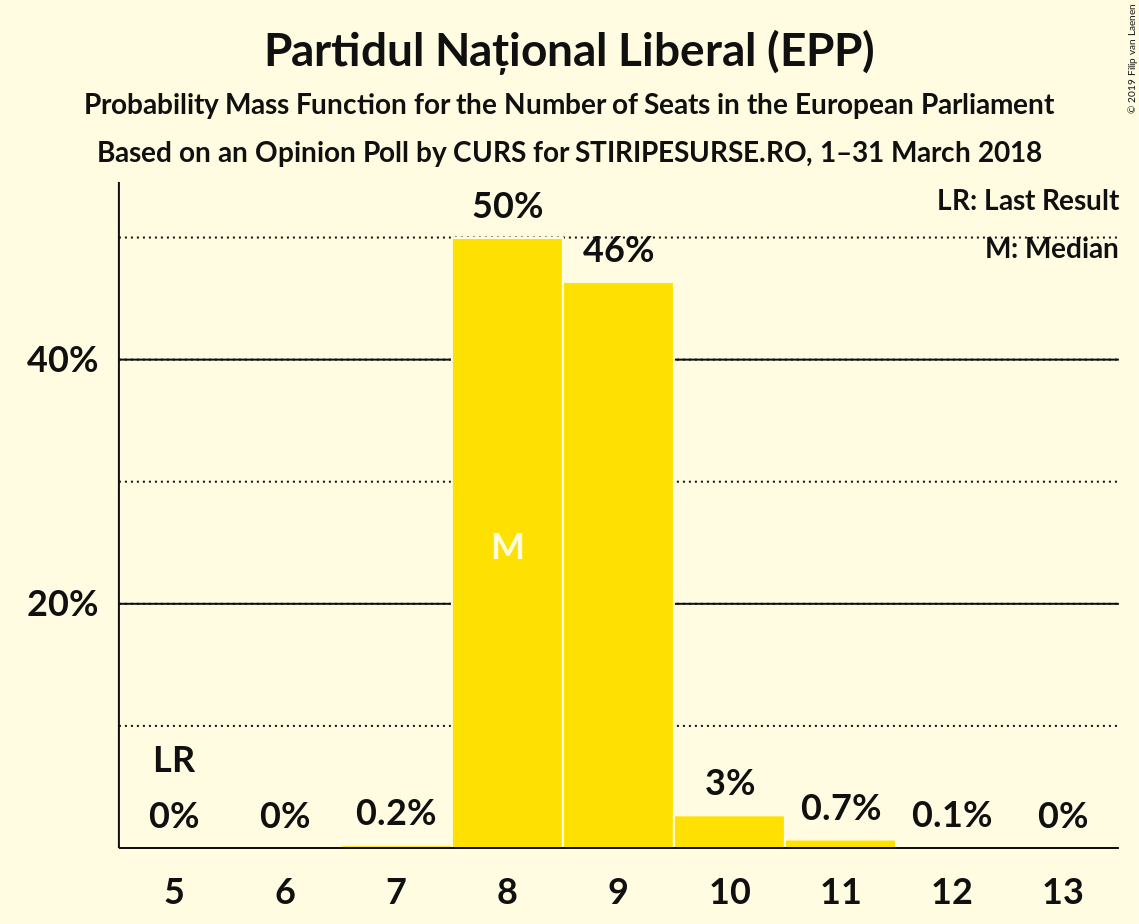 Partidul Național Liberal (EPP)
Probability Mass Function for the Number of Seats in the European Parliament
Based on an Opinion Poll by CURS for STIRIPESURSE.RO, 1–31 March 2018
© 2019 Filip van Laenen
LR: Last Result
M: Median
50%
46%
40%
M
20%
LR
0%
0%
0.2%
3%
0.7%
0.1%
0%
5 6 7 8 9 10 11 12 13